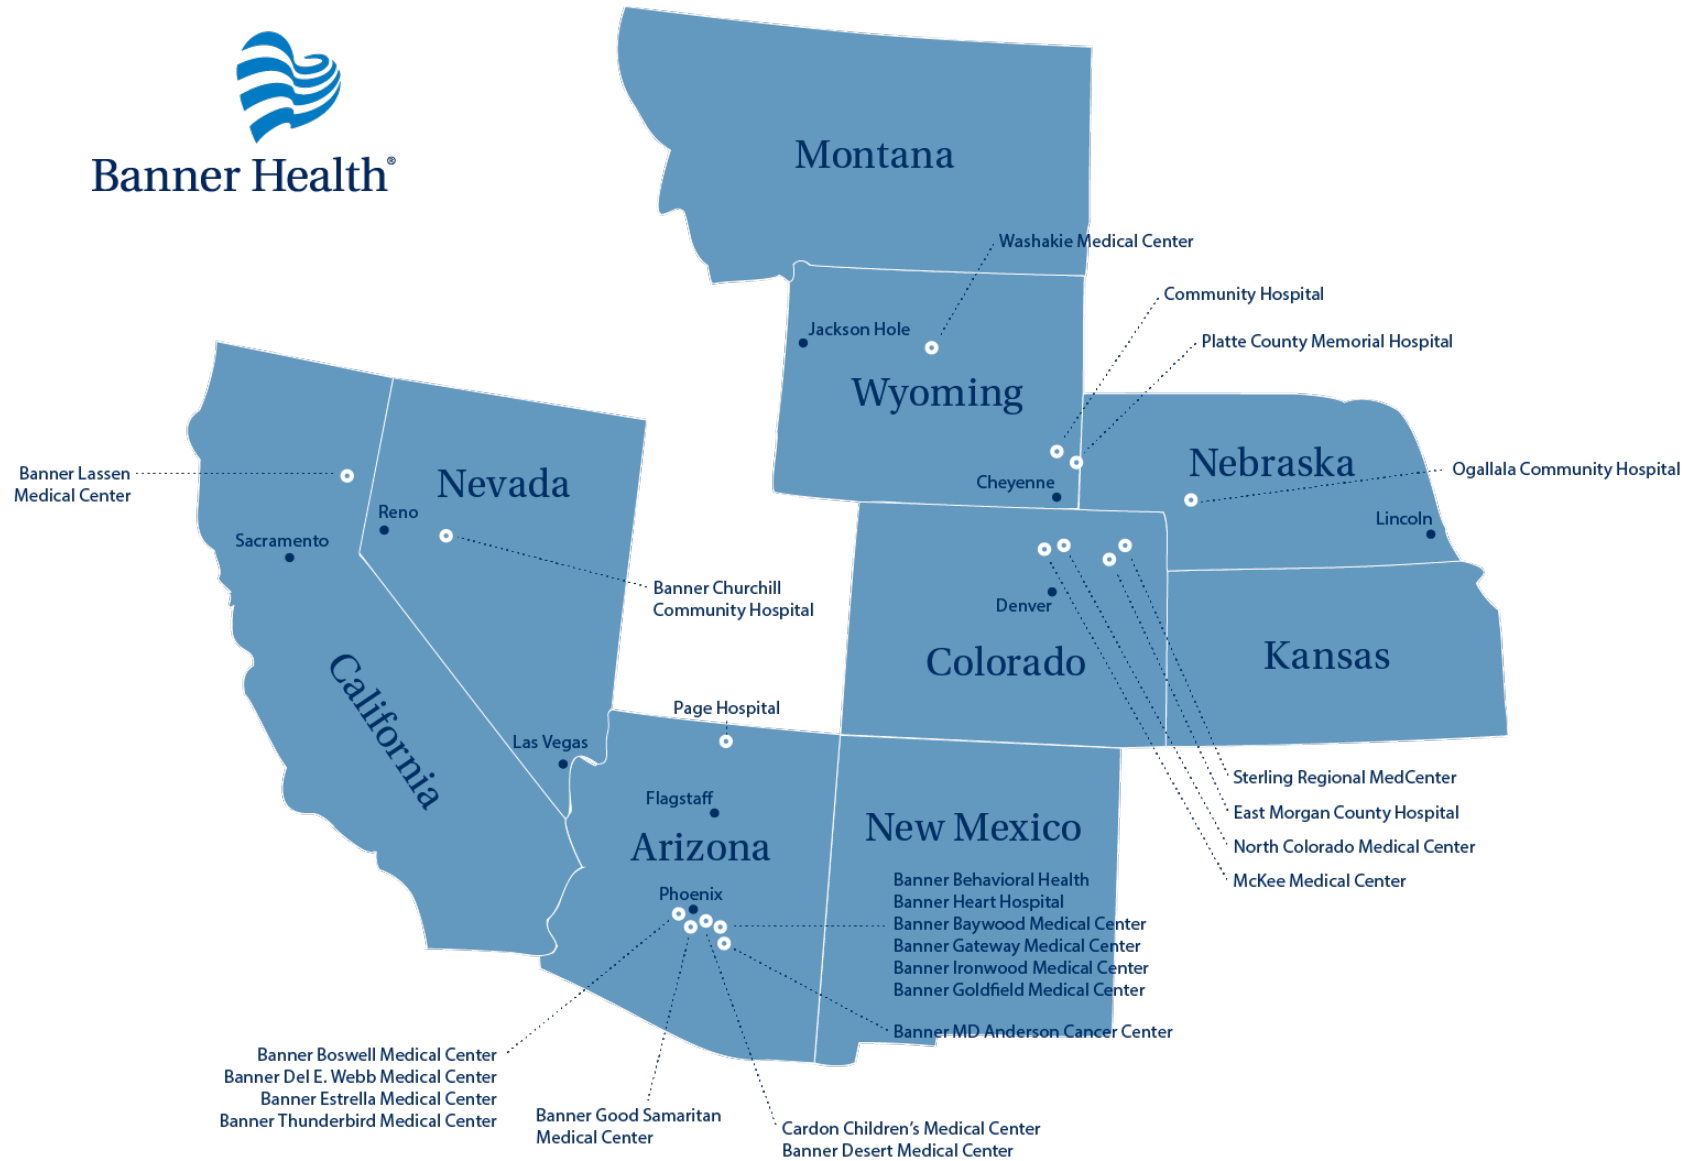 Montana
Banner Health®
Washakie Medical Center
Community Hospital
Jackson Hole
Platte County Memorial Hospital
Wyoming
Nebraska
Ogallala Community Hospital
Banner Lassen
Medical Center
Nevada
Cheyenne
Reno
Lincoln
Sacramento
Banner Churchill
Community Hospital
Denver
Colorado
Kansas
California
Page Hospital
Las Vegas
Sterling Regional MedCenter
Flagstaff
East Morgan County Hospital
New Mexico
Arizona
North Colorado Medical Center
McKee Medical Center
Phoenix
Banner Behavioral Health
Banner Heart Hospital
Banner Baywood Medical Center
Banner Gateway Medical Center
Banner Ironwood Medical Center
Banner Goldfield Medical Center
Banner MD Anderson Cancer Center
Banner Boswell Medical Center
Banner Del E. Webb Medical Center
Banner Estrella Medical Center
Banner Thunderbird Medical Center
Banner Good Samaritan
Medical Center
Cardon Children's Medical Center
Banner Desert Medical Center